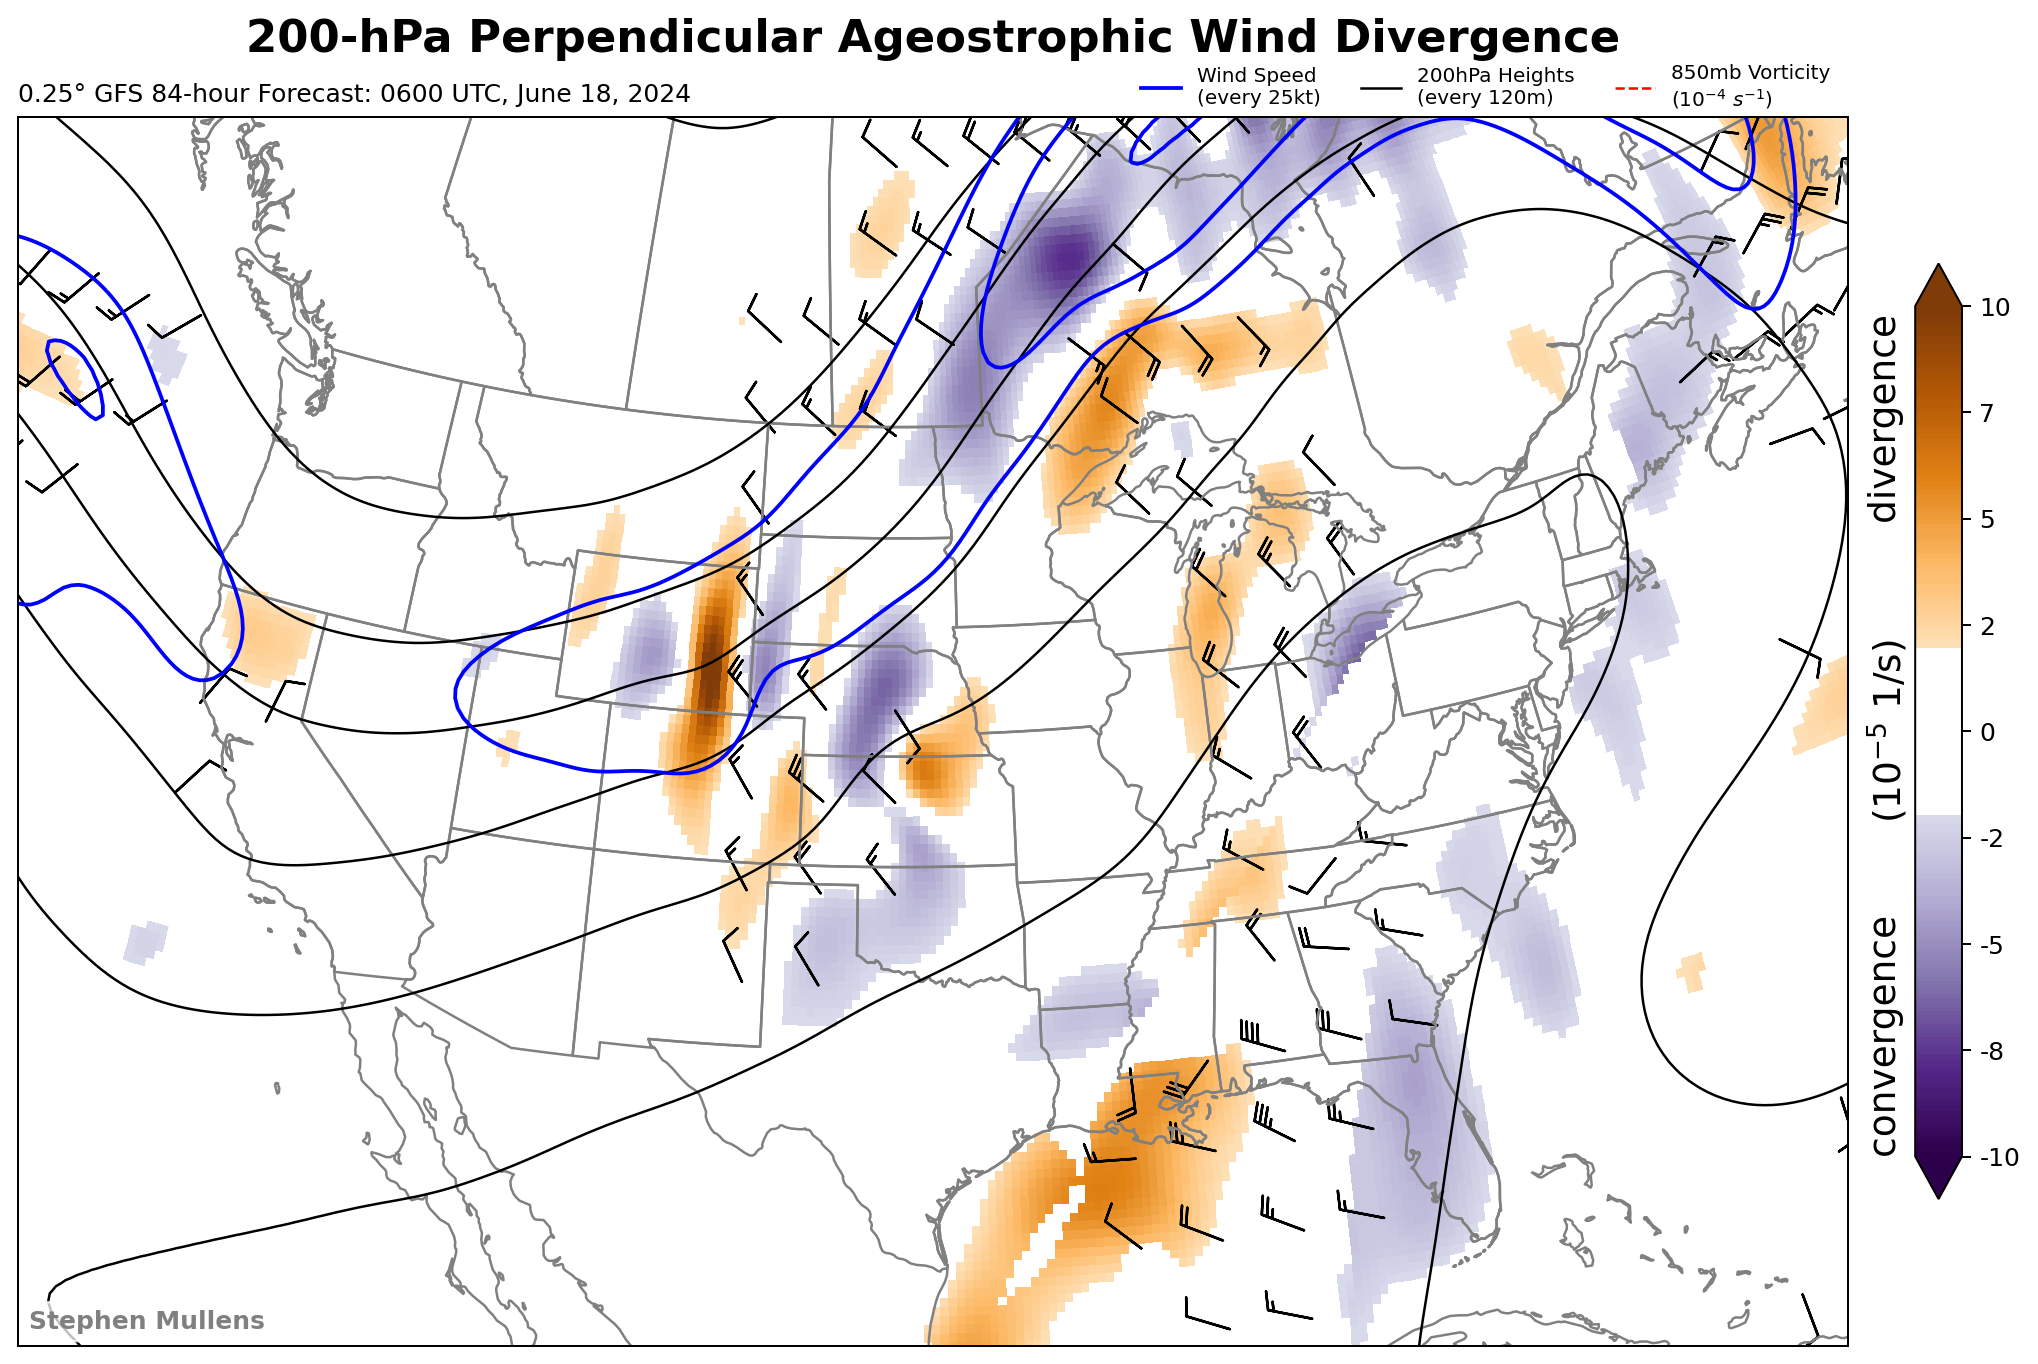 200-hPa Perpendicular Ageostrophic Wind Divergence
0.25° GFS 84-hour Forecast: 0600 UTC, June 18, 2024
Wind Speed
(every 25kt)
200hPa Heights
(every 120m)
850mb Vorticity
(10⁻⁴ s⁻¹)
10
7
5
2
0
-2
-5
-8
-10
convergence (10⁻⁵ 1/s) divergence
Stephen Mullens